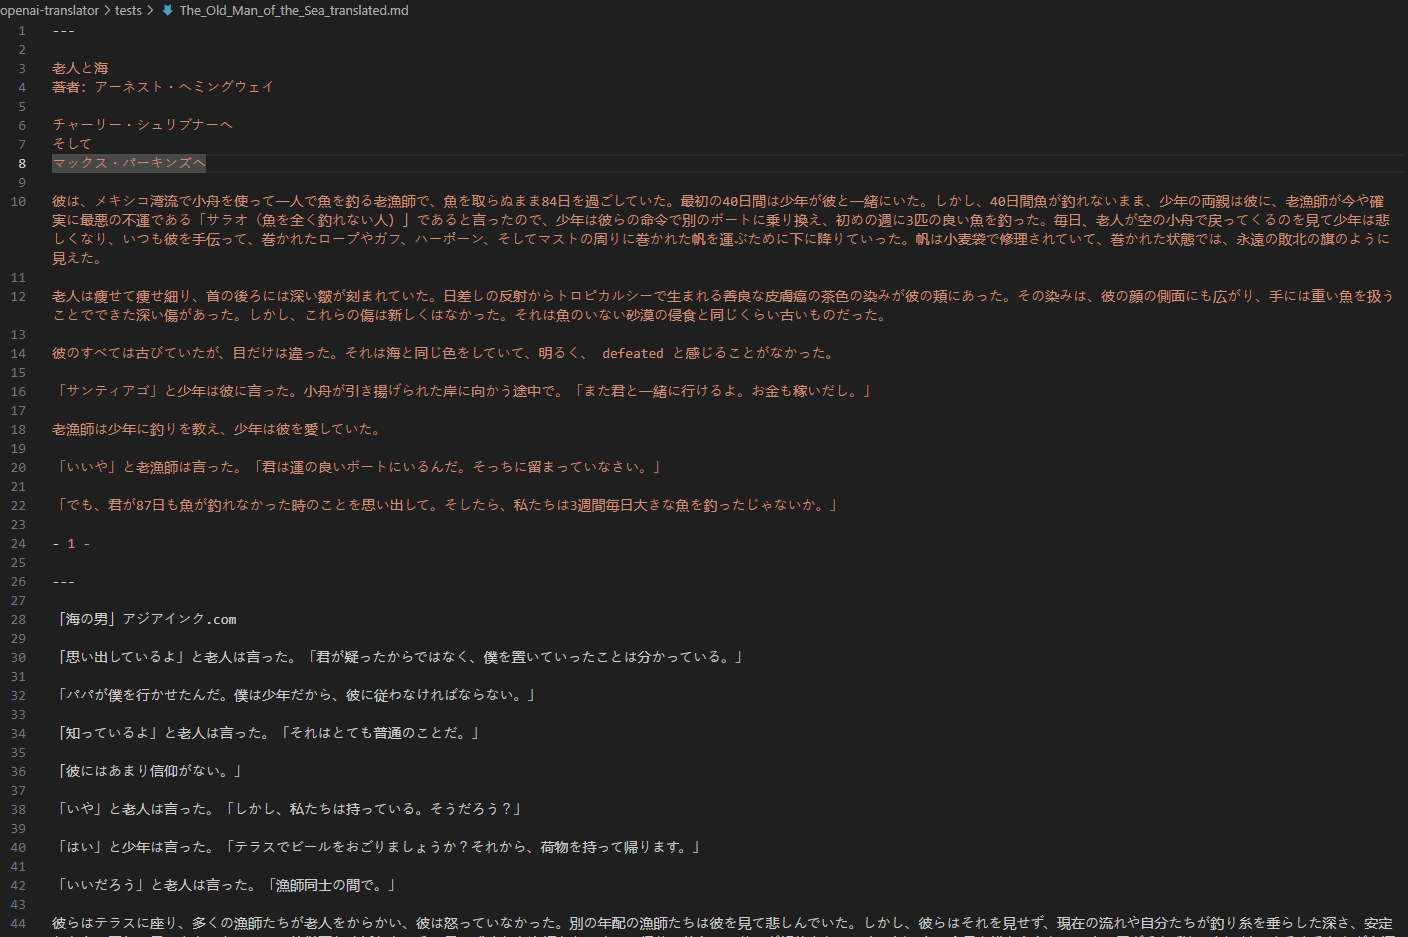 openai-translator > tests > The_Old_Man_of_the_Sea_translated.md
1 ---
2
3 老人と海
4 著者: アーネスト・ヘミングウェイ
5
6 チャーリー・シュリブナーへ
7 そして
8 マックス・パーキンズへ
9
10 彼は、メキシコ湾流で小舟を使って一人で魚を釣る老漁師で、魚を取らぬまま84日を過ごしていた。最初の40日間は少年が彼と一緒にいた。しかし、40日間魚が釣れないまま、少年の両親は彼に、老漁師が今や確
実に最悪の不運である「サラオ（魚を全く釣れない人）」であると言ったので、少年は彼らの命令で別のボートに乗り換え、初めの週に3匹の良い魚を釣った。毎日、老人が空の小舟で戻ってくるのを見て少年は悲
しくなり、いつも彼を手伝って、巻かれたロープやガフ、ハーポーン、そしてマストの周りに巻かれた帆を運ぶために下に降りていった。帆は小麦袋で修理されていて、巻かれた状態では、永遠の敗北の旗のように
見えた。
11
12 老人は痩せて痩せ細り、首の後ろには深い皺が刻まれていた。日差しの反射からトロピカルシーで生まれる善良な皮膚癌の茶色の染みが彼の頬にあった。その染みは、彼の顔の側面にも広がり、手には重い魚を扱う
ことでできた深い傷があった。しかし、これらの傷は新しくはなかった。それは魚のいない砂漠の侵食と同じくらい古いものだった。
13
14 彼のすべては古びていたが、目だけは違った。それは海と同じ色をしていて、明るく、 defeated と感じることがなかった。
15
16 「サンティアゴ」と少年は彼に言った。小舟が引き揚げられた岸に向かう途中で。「また君と一緒に行けるよ。お金も稼いだし。」
17
18 老漁師は少年に釣りを教え、少年は彼を愛していた。
19
20 「いいや」と老漁師は言った。「君は運の良いボートにいるんだ。そっちに留まっていなさい。」
21
22 「でも、君が87日も魚が釣れなかった時のことを思い出して。そしたら、私たちは3週間毎日大きな魚を釣ったじゃないか。」
23
24 - 1 -
25
26 ---
27
28 「海の男」アジアインク.com
29
30 「思い出しているよ」と老人は言った。「君が疑ったからではなく、僕を置いていったことは分かっている。」
31
32 「パパが僕を行かせたんだ。僕は少年だから、彼に従わなければならない。」
33
34 「知っているよ」と老人は言った。「それはとても普通のことだ。」
35
36 「彼にはあまり信仰がない。」
37
38 「いや」と老人は言った。「しかし、私たちは持っている。そうだろう？」
39
40 「はい」と少年は言った。「テラスでビールをおごりましょうか？それから、荷物を持って帰ります。」
41
42 「いいだろう」と老人は言った。「漁師同士の間で。」
43
44 彼らはテラスに座り、多くの漁師たちが老人をからかい、彼は怒っていなかった。別の年配の漁師たちは彼を見て悲しんでいた。しかし、彼らはそれを見せず、現在の流れや自分たちが釣り糸を垂らした深さ、安定